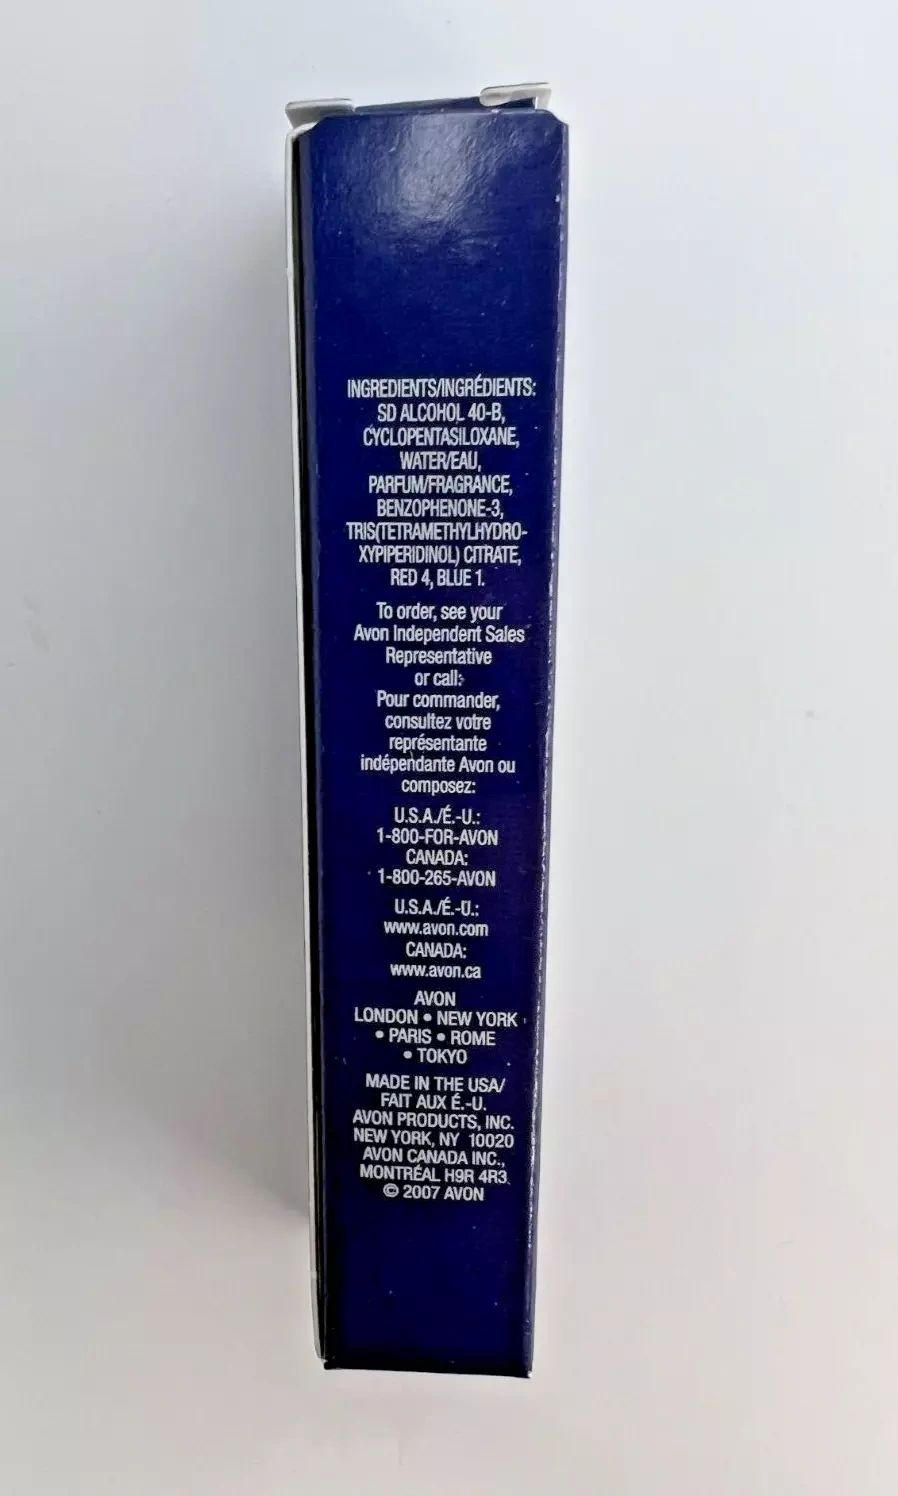 INGREDIENTS/INGRÉDIENTS:
SD ALCOHOL 40-B,
CYCLOPENTASILOXANE,
WATER/EAU,
PARFUM/FRAGRANCE,
BENZOPHENONE-3,
TRIS(TETRAMETHYLHYDRO-
XYPIPERIDINOL) CITRATE,
RED 4, BLUE 1.
To order, see your
Avon Independent Sales
Representative
or call:
Pour commander,
consultez votre
représentante
indépendante Avon ou
composez:
U.S.A./É.-U.:
1-800-FOR-AVON
CANADA:
1-800-265-AVON
U.S.A./É.-U.:
www.avon.com
CANADA:
www.avon.ca
AVON
LONDON • NEW YORK
• PARIS • ROME
• TOKYO
MADE IN THE USA/
FAIT AUX É.-U.
AVON PRODUCTS, INC.
NEW YORK, NY 10020
AVON CANADA INC.,
MONTRÉAL H9R 4R3
© 2007 AVON